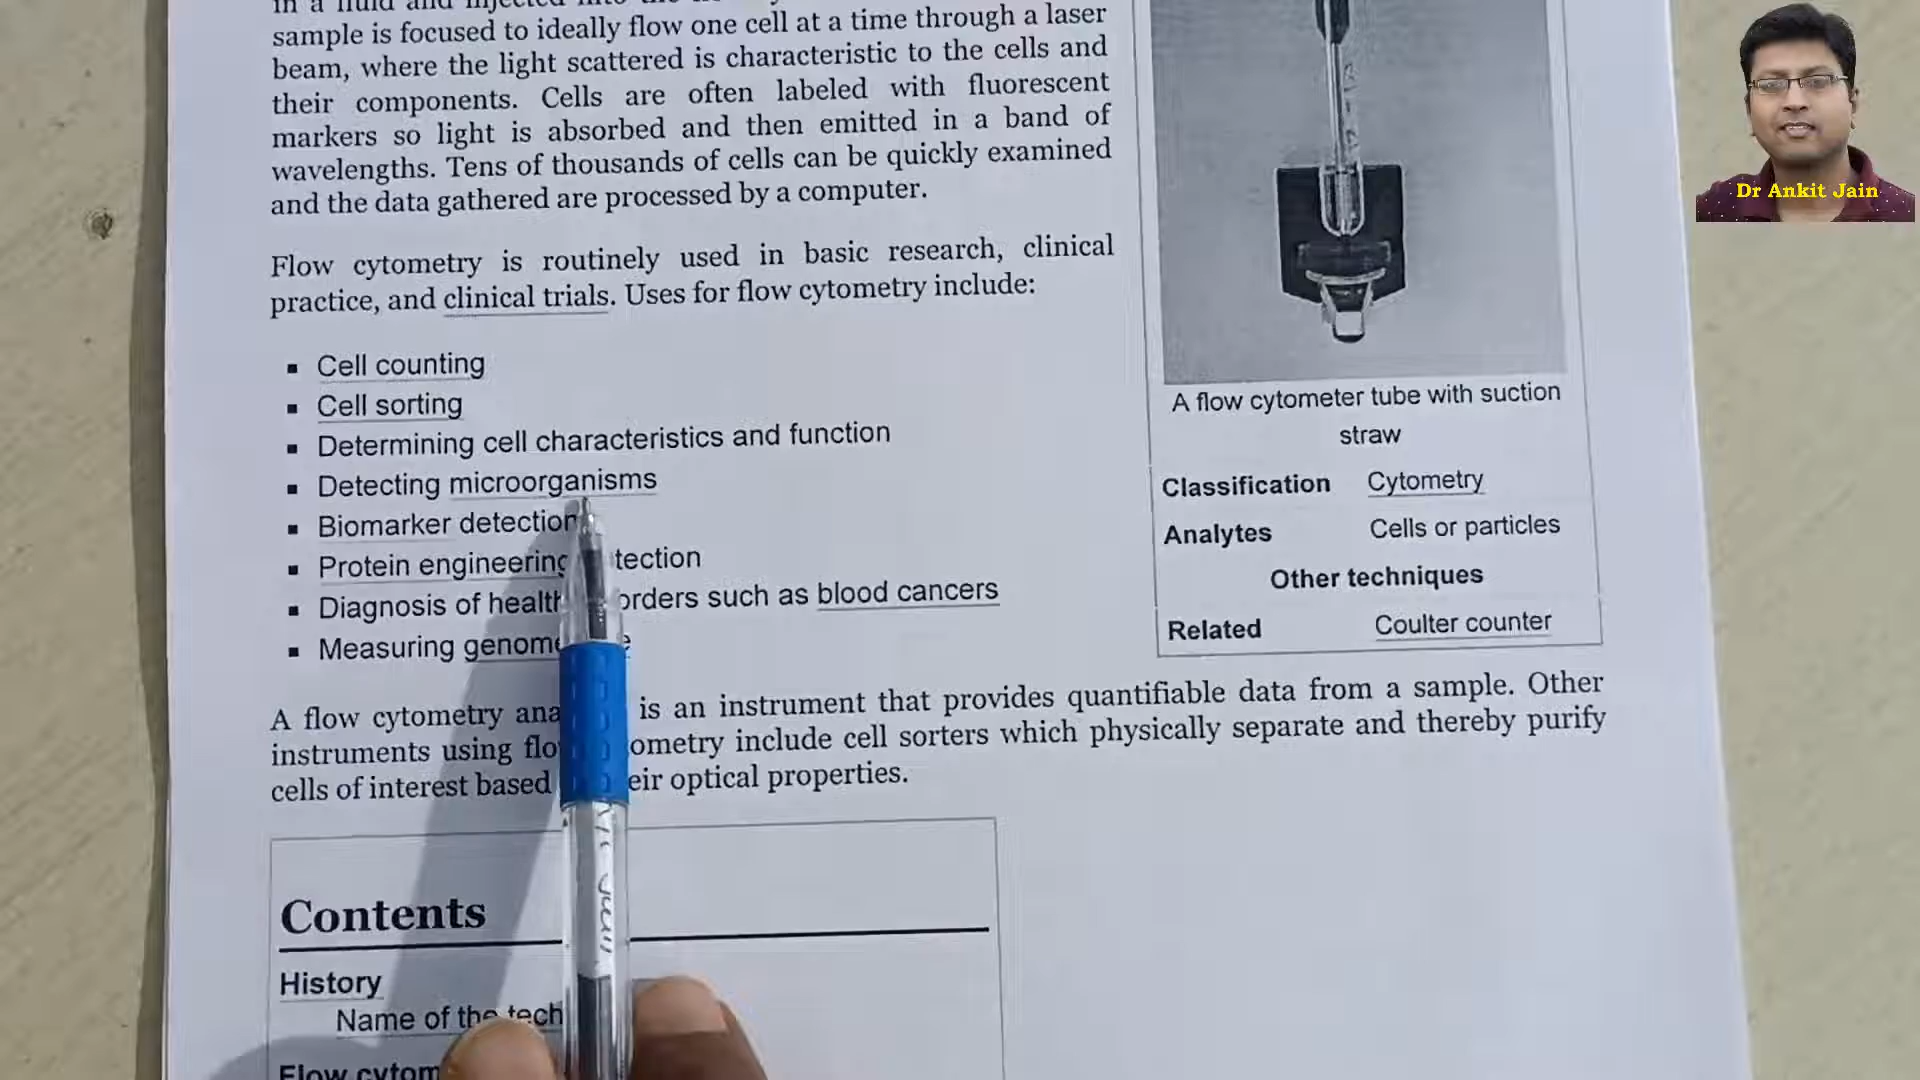 sample is focused to ideally flow one cell at a time through a laser
beam, where the light scattered is characteristic to the cells and
their components. Cells are often labeled with fluorescent
markers so light is absorbed and then emitted in a band of
wavelengths. Tens of thousands of cells can be quickly examined
and the data gathered are processed by a computer.
Flow cytometry is routinely used in basic research, clinical
practice, and clinical trials. Uses for flow cytometry include:
Cell counting
Cell sorting
Determining cell characteristics and function
Detecting microorganisms
Biomarker detection
Protein engineering tection
Diagnosis of health orders such as blood cancers
Measuring genome
A flow cytometry ana is an instrument that provides quantifiable data from a sample. Other
instruments using flo ometry include cell sorters which physically separate and thereby purify
cells of interest based eir optical properties.
Contents
History
Name of the tech
Flow cytom
A flow cytometer tube with suction
straw
Classification Cytometry
Analytes Cells or particles
Other techniques
Related Coulter counter
Dr Ankit Jain